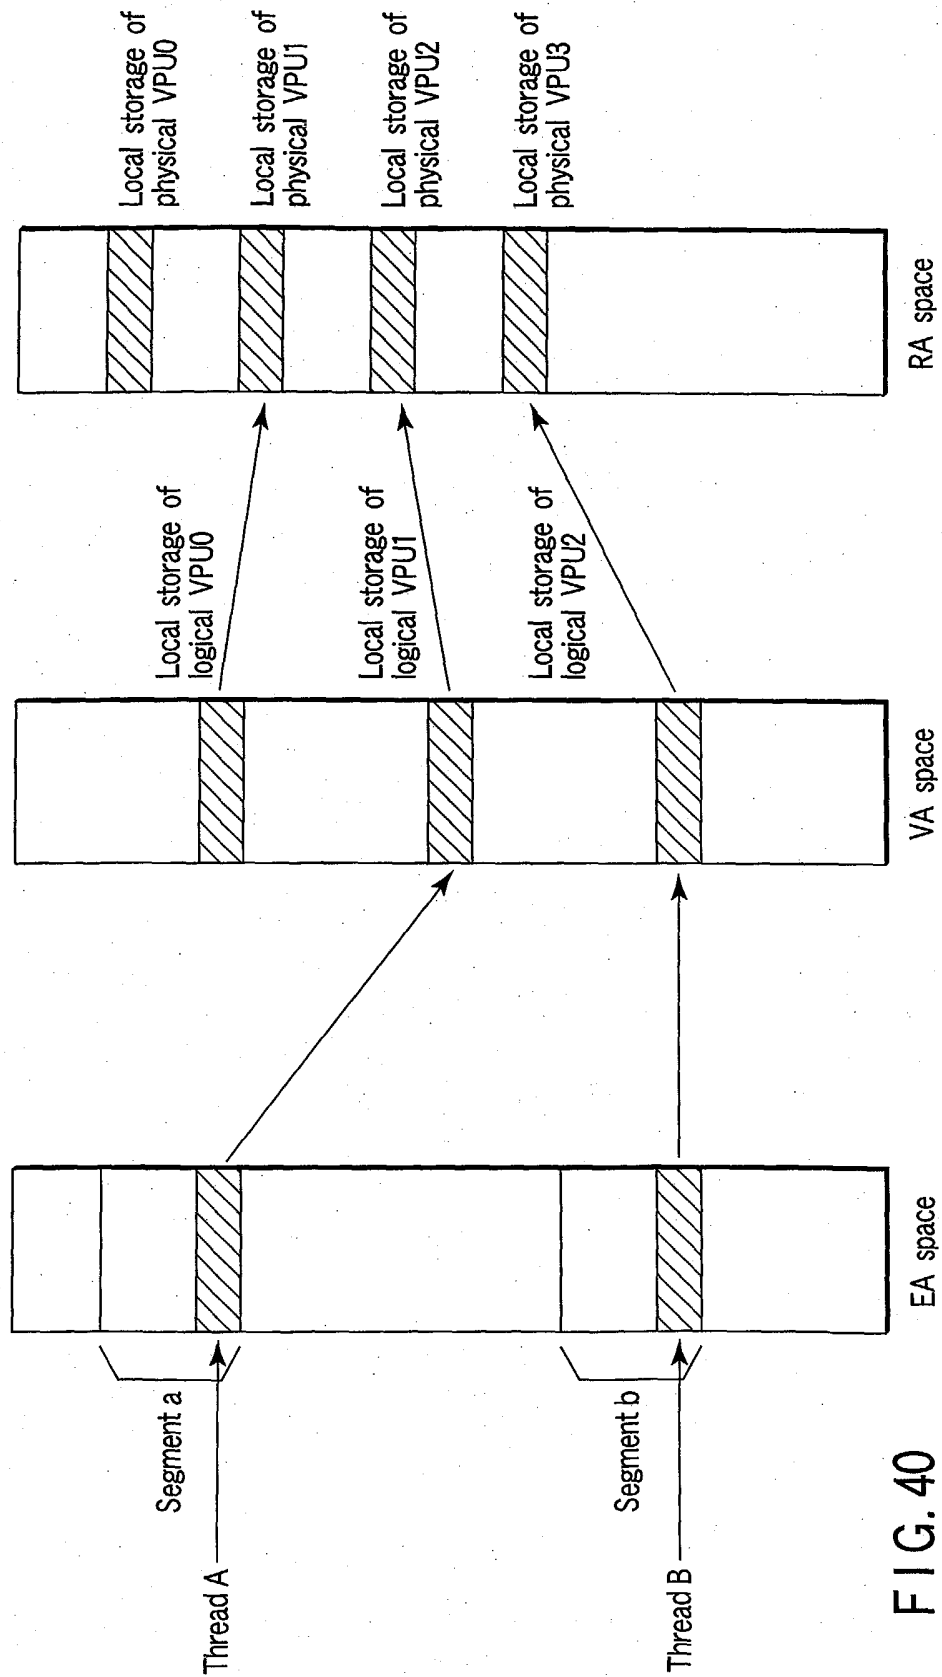 Local storage of
physical VPU0
Local storage of
physical VPU1
Local storage of
physical VPU2
Local storage of
physical VPU3
RA space
Local storage of
logical VPU0
Local storage of
logical VPU1
Local storage of
logical VPU2
VA space
EA space
Segment a
Segment b
Thread A
Thread B
FIG. 40